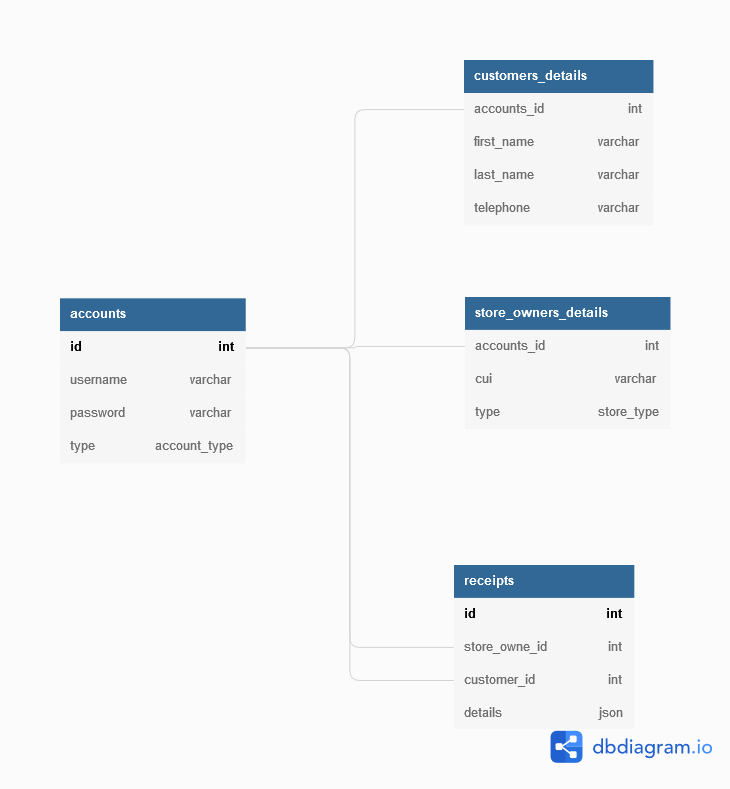 customers_details
accounts_id int
first_name varchar
last_name varchar
telephone varchar
accounts
id int
username varchar
password varchar
type account_type
store_owners_details
accounts_id int
cui varchar
type store_type
receipts
id int
store_owne_id int
customer_id int
details json
dbdiagram.io